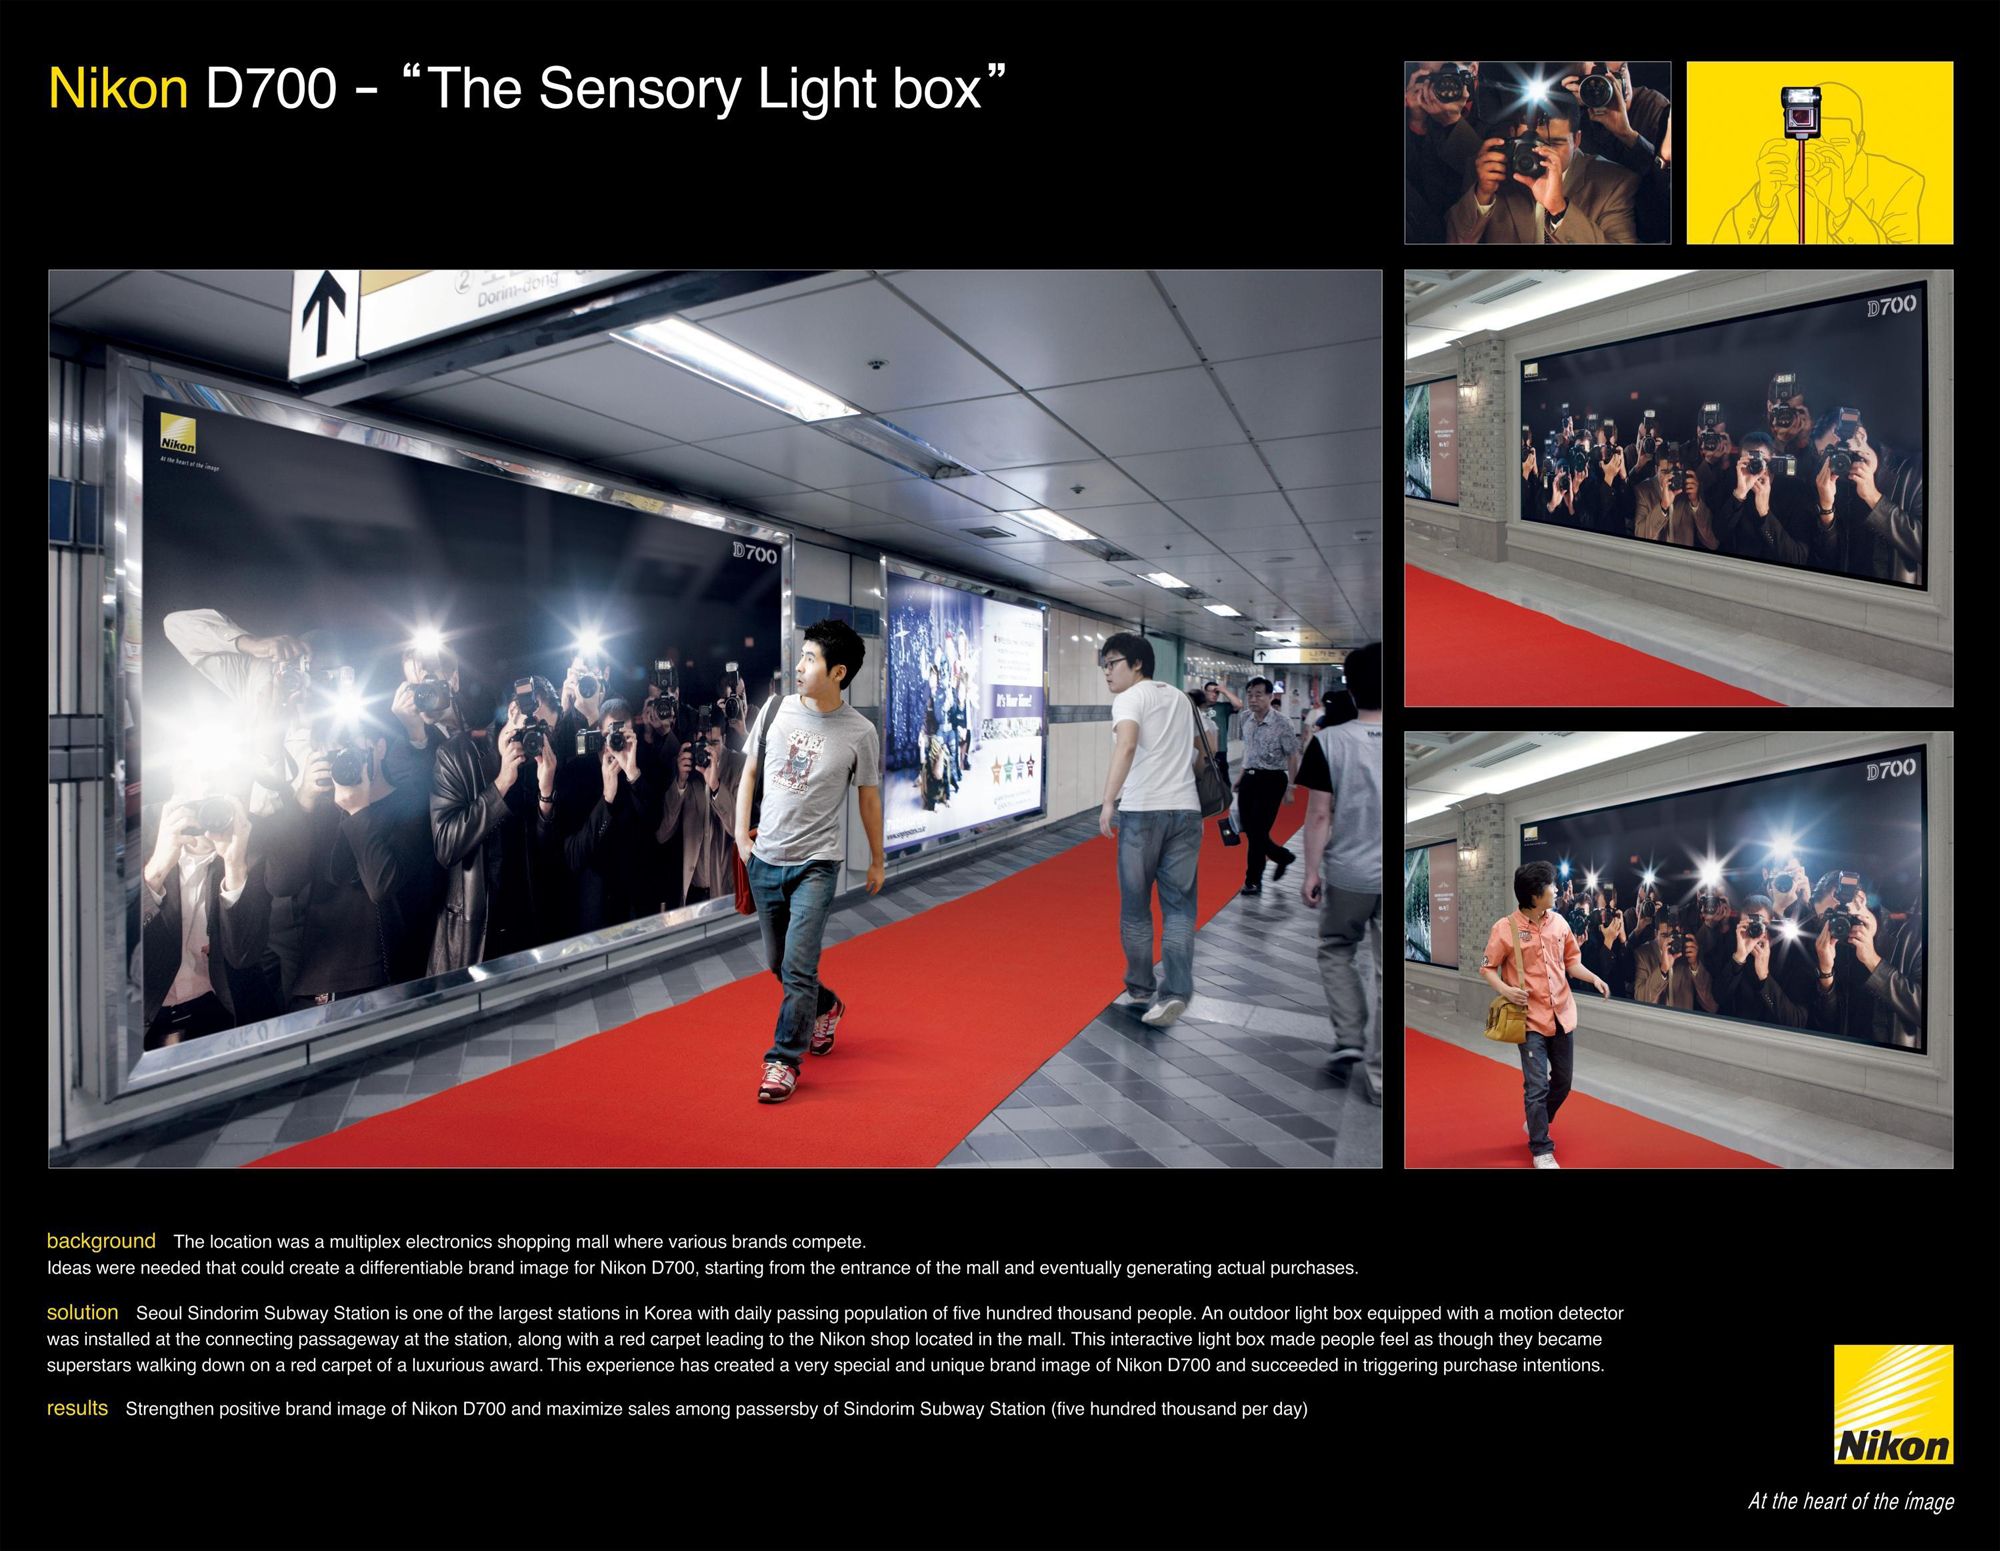 Nikon D700 - “The Sensory Light box”
② 
Dorim-dong
Nikon
At the heart of the image
D700
It's Your Time!
나가는 곳
D700
Nikon
D700
background The location was a multiplex electronics shopping mall where various brands compete.
Ideas were needed that could create a differentiable brand image for Nikon D700, starting from the entrance of the mall and eventually generating actual purchases.
solution Seoul Sindorim Subway Station is one of the largest stations in Korea with daily passing population of five hundred thousand people. An outdoor light box equipped with a motion detector
was installed at the connecting passageway at the station, along with a red carpet leading to the Nikon shop located in the mall. This interactive light box made people feel as though they became
superstars walking down on a red carpet of a luxurious award. This experience has created a very special and unique brand image of Nikon D700 and succeeded in triggering purchase intentions.
results Strengthen positive brand image of Nikon D700 and maximize sales among passersby of Sindorim Subway Station (five hundred thousand per day)
Nikon
At the heart of the image